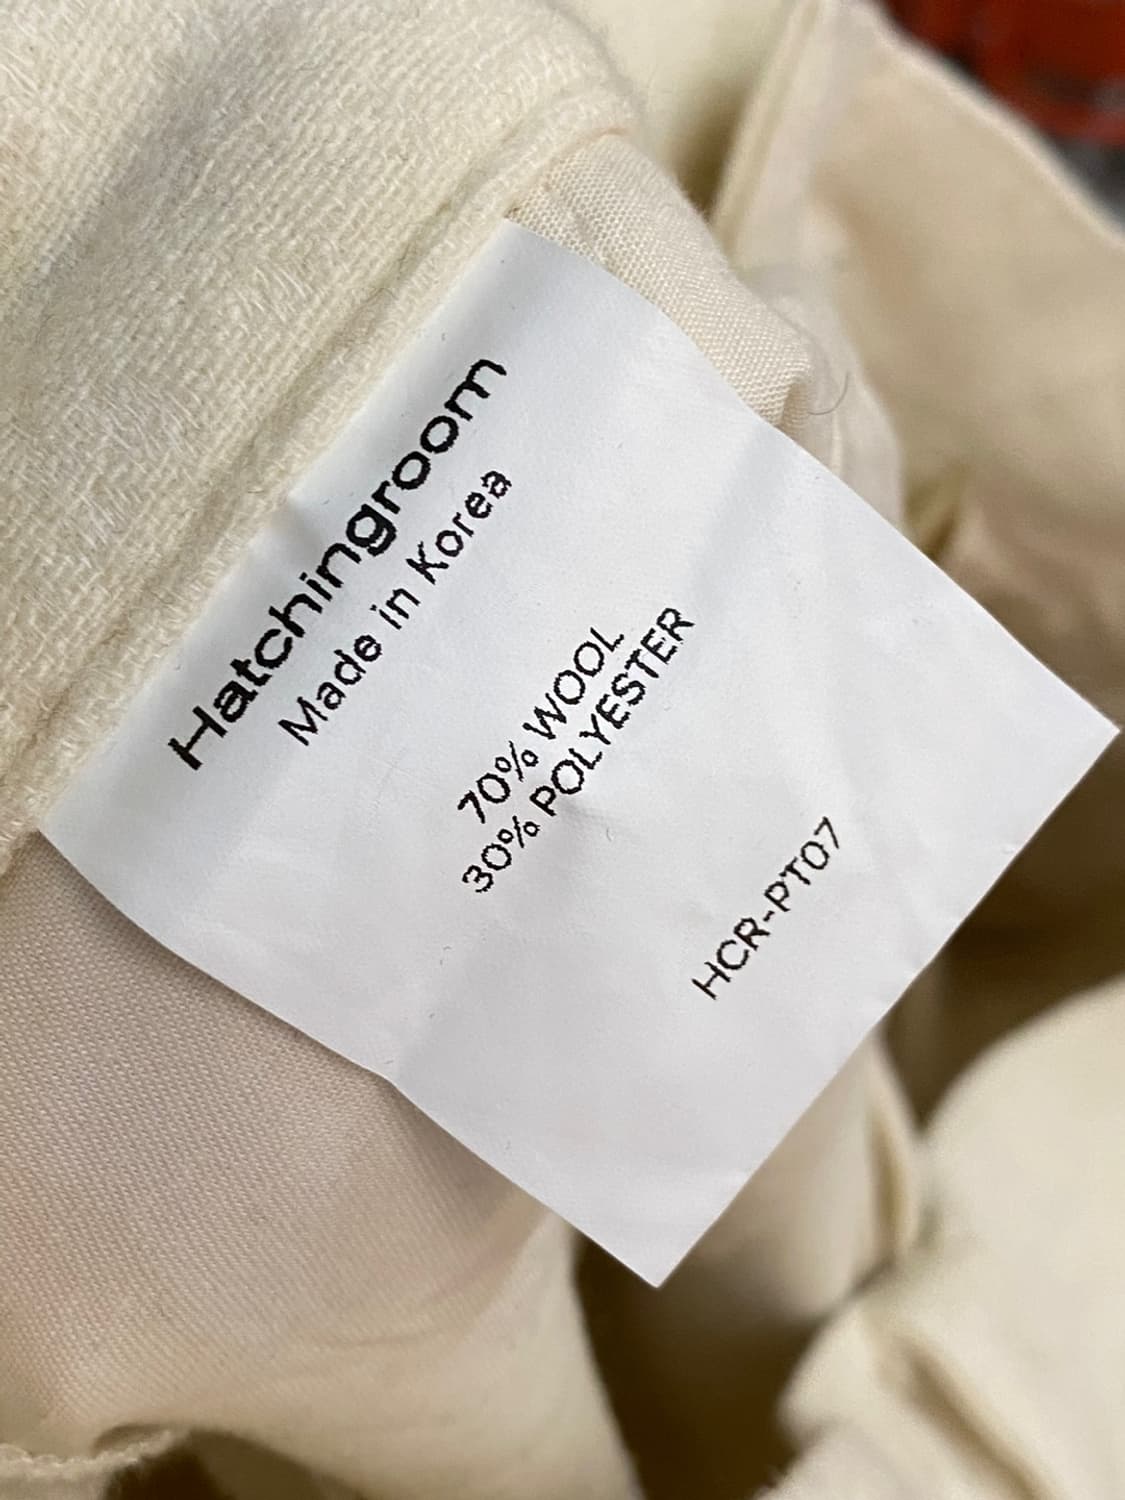 Hatchingroom
Made in Korea
70% WOOL
30% POLYESTER
HCR-PT07